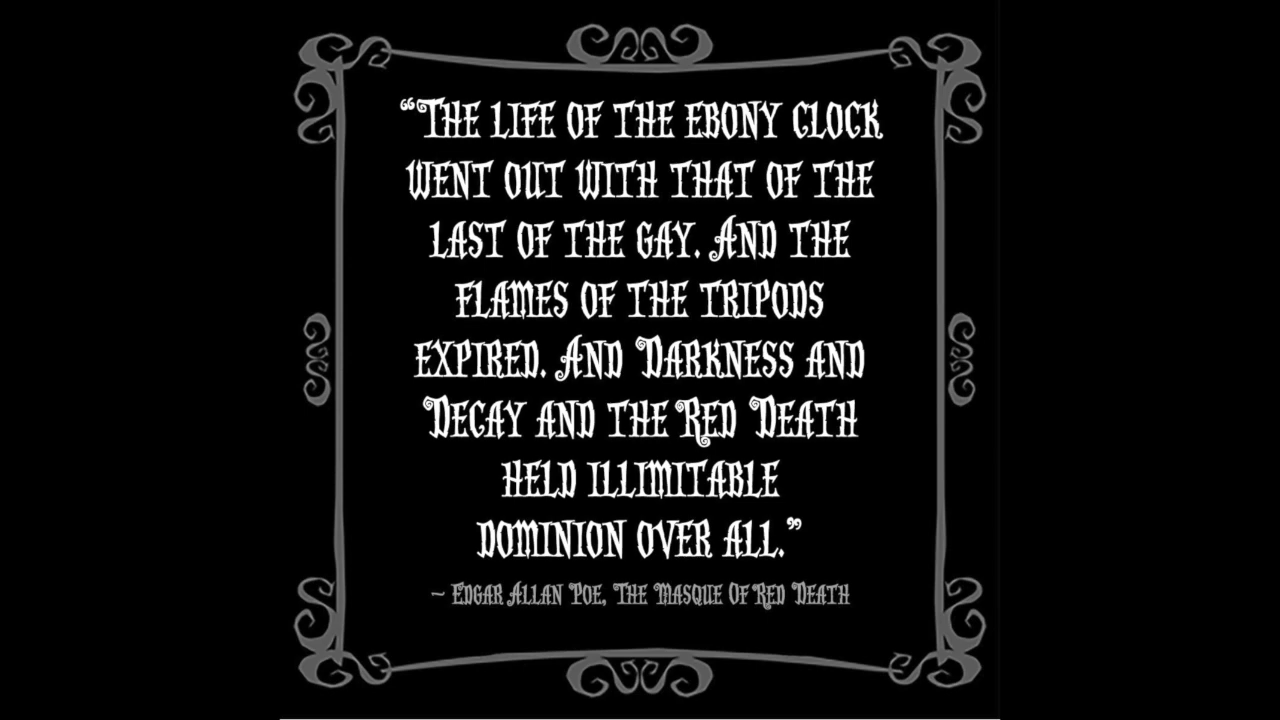 “The life of the ebony clock
went out with that of the
last of the gay. And the
flames of the tripods
expired. And Darkness and
Decay and the Red Death
held illimitable
dominion over all.”
~ Edgar Allan Poe, The Masque Of Red Death